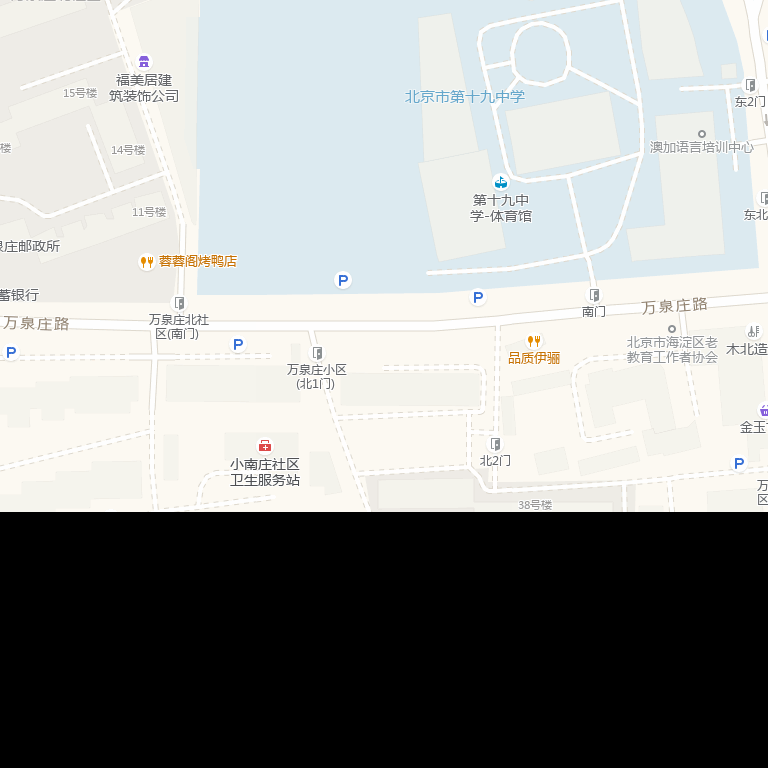 福美居建
筑装饰公司
15号楼
北京市第十九中学
东2门
14号楼
楼
澳加语言培训中心
第十九中
学-体育馆
11号楼
东北
泉庄邮政所
蓉蓉阁烤鸭店
P
蓄银行
P
南门
万泉庄路
万泉庄路
万泉庄北社
区(南门)
P
P
万泉庄小区
(北1门)
品质伊骊
北京市海淀区老
教育工作者协会
木北造
金玉
小南庄社区
卫生服务站
北2门
P
万
区
38号楼